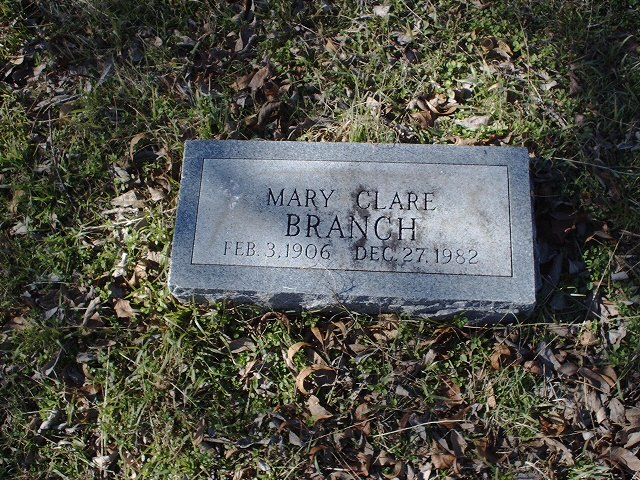 MARY CLARE
BRANCH
FEB. 3, 1906 DEC. 27, 1982